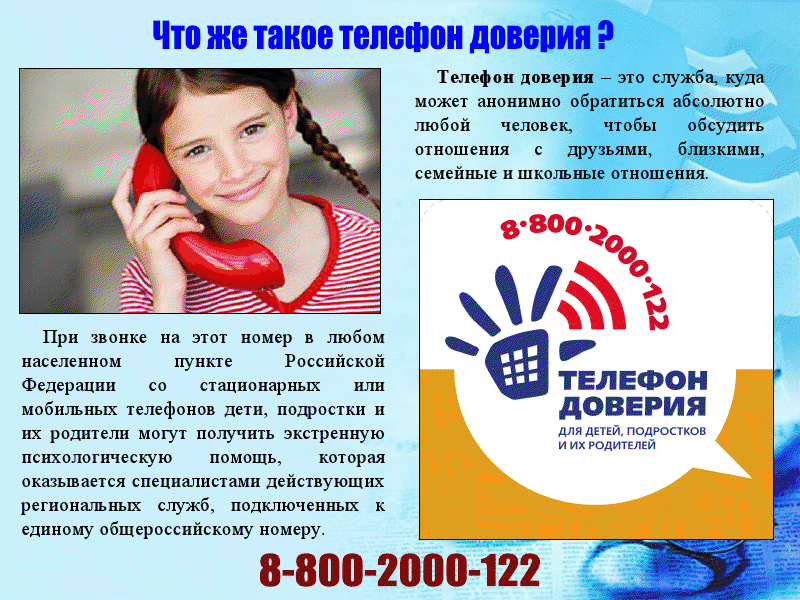 Что же такое телефон доверия ?
Телефон доверия – это служба, куда
может анонимно обратиться абсолютно
любой человек, чтобы обсудить
отношения с друзьями, близкими,
семейные и школьные отношения.
8·800·2000·122
ТЕЛЕФОН
ДОВЕРИЯ
ДЛЯ ДЕТЕЙ, ПОДРОСТКОВ
И ИХ РОДИТЕЛЕЙ
При звонке на этот номер в любом
населенном пункте Российской
Федерации со стационарных или
мобильных телефонов дети, подростки и
их родители могут получить экстренную
психологическую помощь, которая
оказывается специалистами действующих
региональных служб, подключенных к
единому общероссийскому номеру.
8-800-2000-122